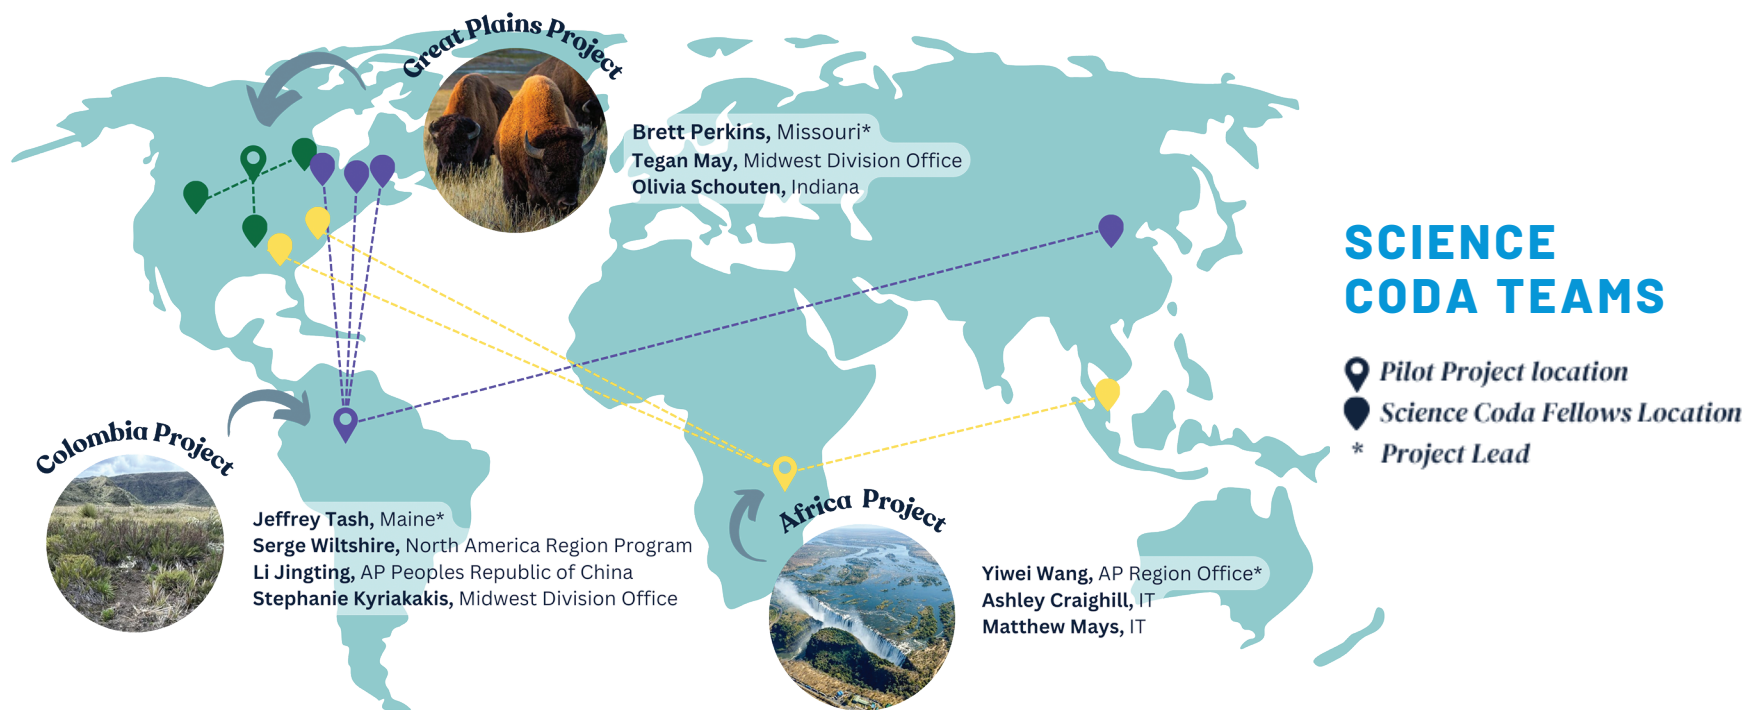 Great Plains Project
Brett Perkins, Missouri*
Tegan May, Midwest Division Office
Olivia Schouten, Indiana
SCIENCE
CODA TEAMS
Pilot Project location
Science Coda Fellows Location
* Project Lead
Colombia Project
Jeffrey Tash, Maine*
Serge Wiltshire, North America Region Program
Li Jingting, AP Peoples Republic of China
Stephanie Kyriakakis, Midwest Division Office
Africa Project
Yiwei Wang, AP Region Office*
Ashley Craighill, IT
Matthew Mays, IT